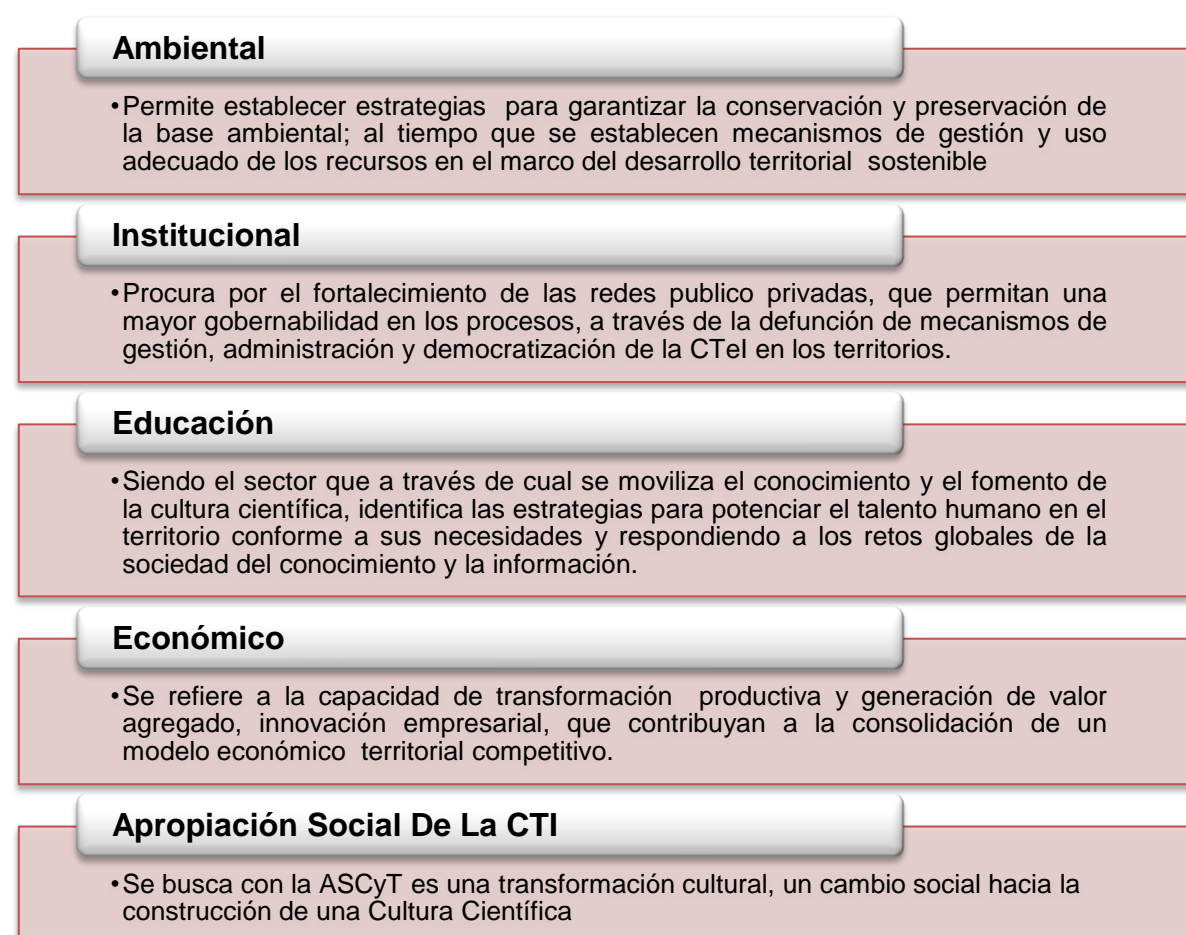 Ambiental
•Permite establecer estrategias para garantizar la conservación y preservación de
la base ambiental; al tiempo que se establecen mecanismos de gestión y uso
adecuado de los recursos en el marco del desarrollo territorial sostenible
Institucional
•Procura por el fortalecimiento de las redes publico privadas, que permitan una
mayor gobernabilidad en los procesos, a través de la defunción de mecanismos de
gestión, administración y democratización de la CTeI en los territorios.
Educación
•Siendo el sector que a través de cual se moviliza el conocimiento y el fomento de
la cultura científica, identifica las estrategias para potenciar el talento humano en el
territorio conforme a sus necesidades y respondiendo a los retos globales de la
sociedad del conocimiento y la información.
Económico
•Se refiere a la capacidad de transformación productiva y generación de valor
agregado, innovación empresarial, que contribuyan a la consolidación de un
modelo económico territorial competitivo.
Apropiación Social De La CTI
•Se busca con la ASCyT es una transformación cultural, un cambio social hacia la
construcción de una Cultura Científica